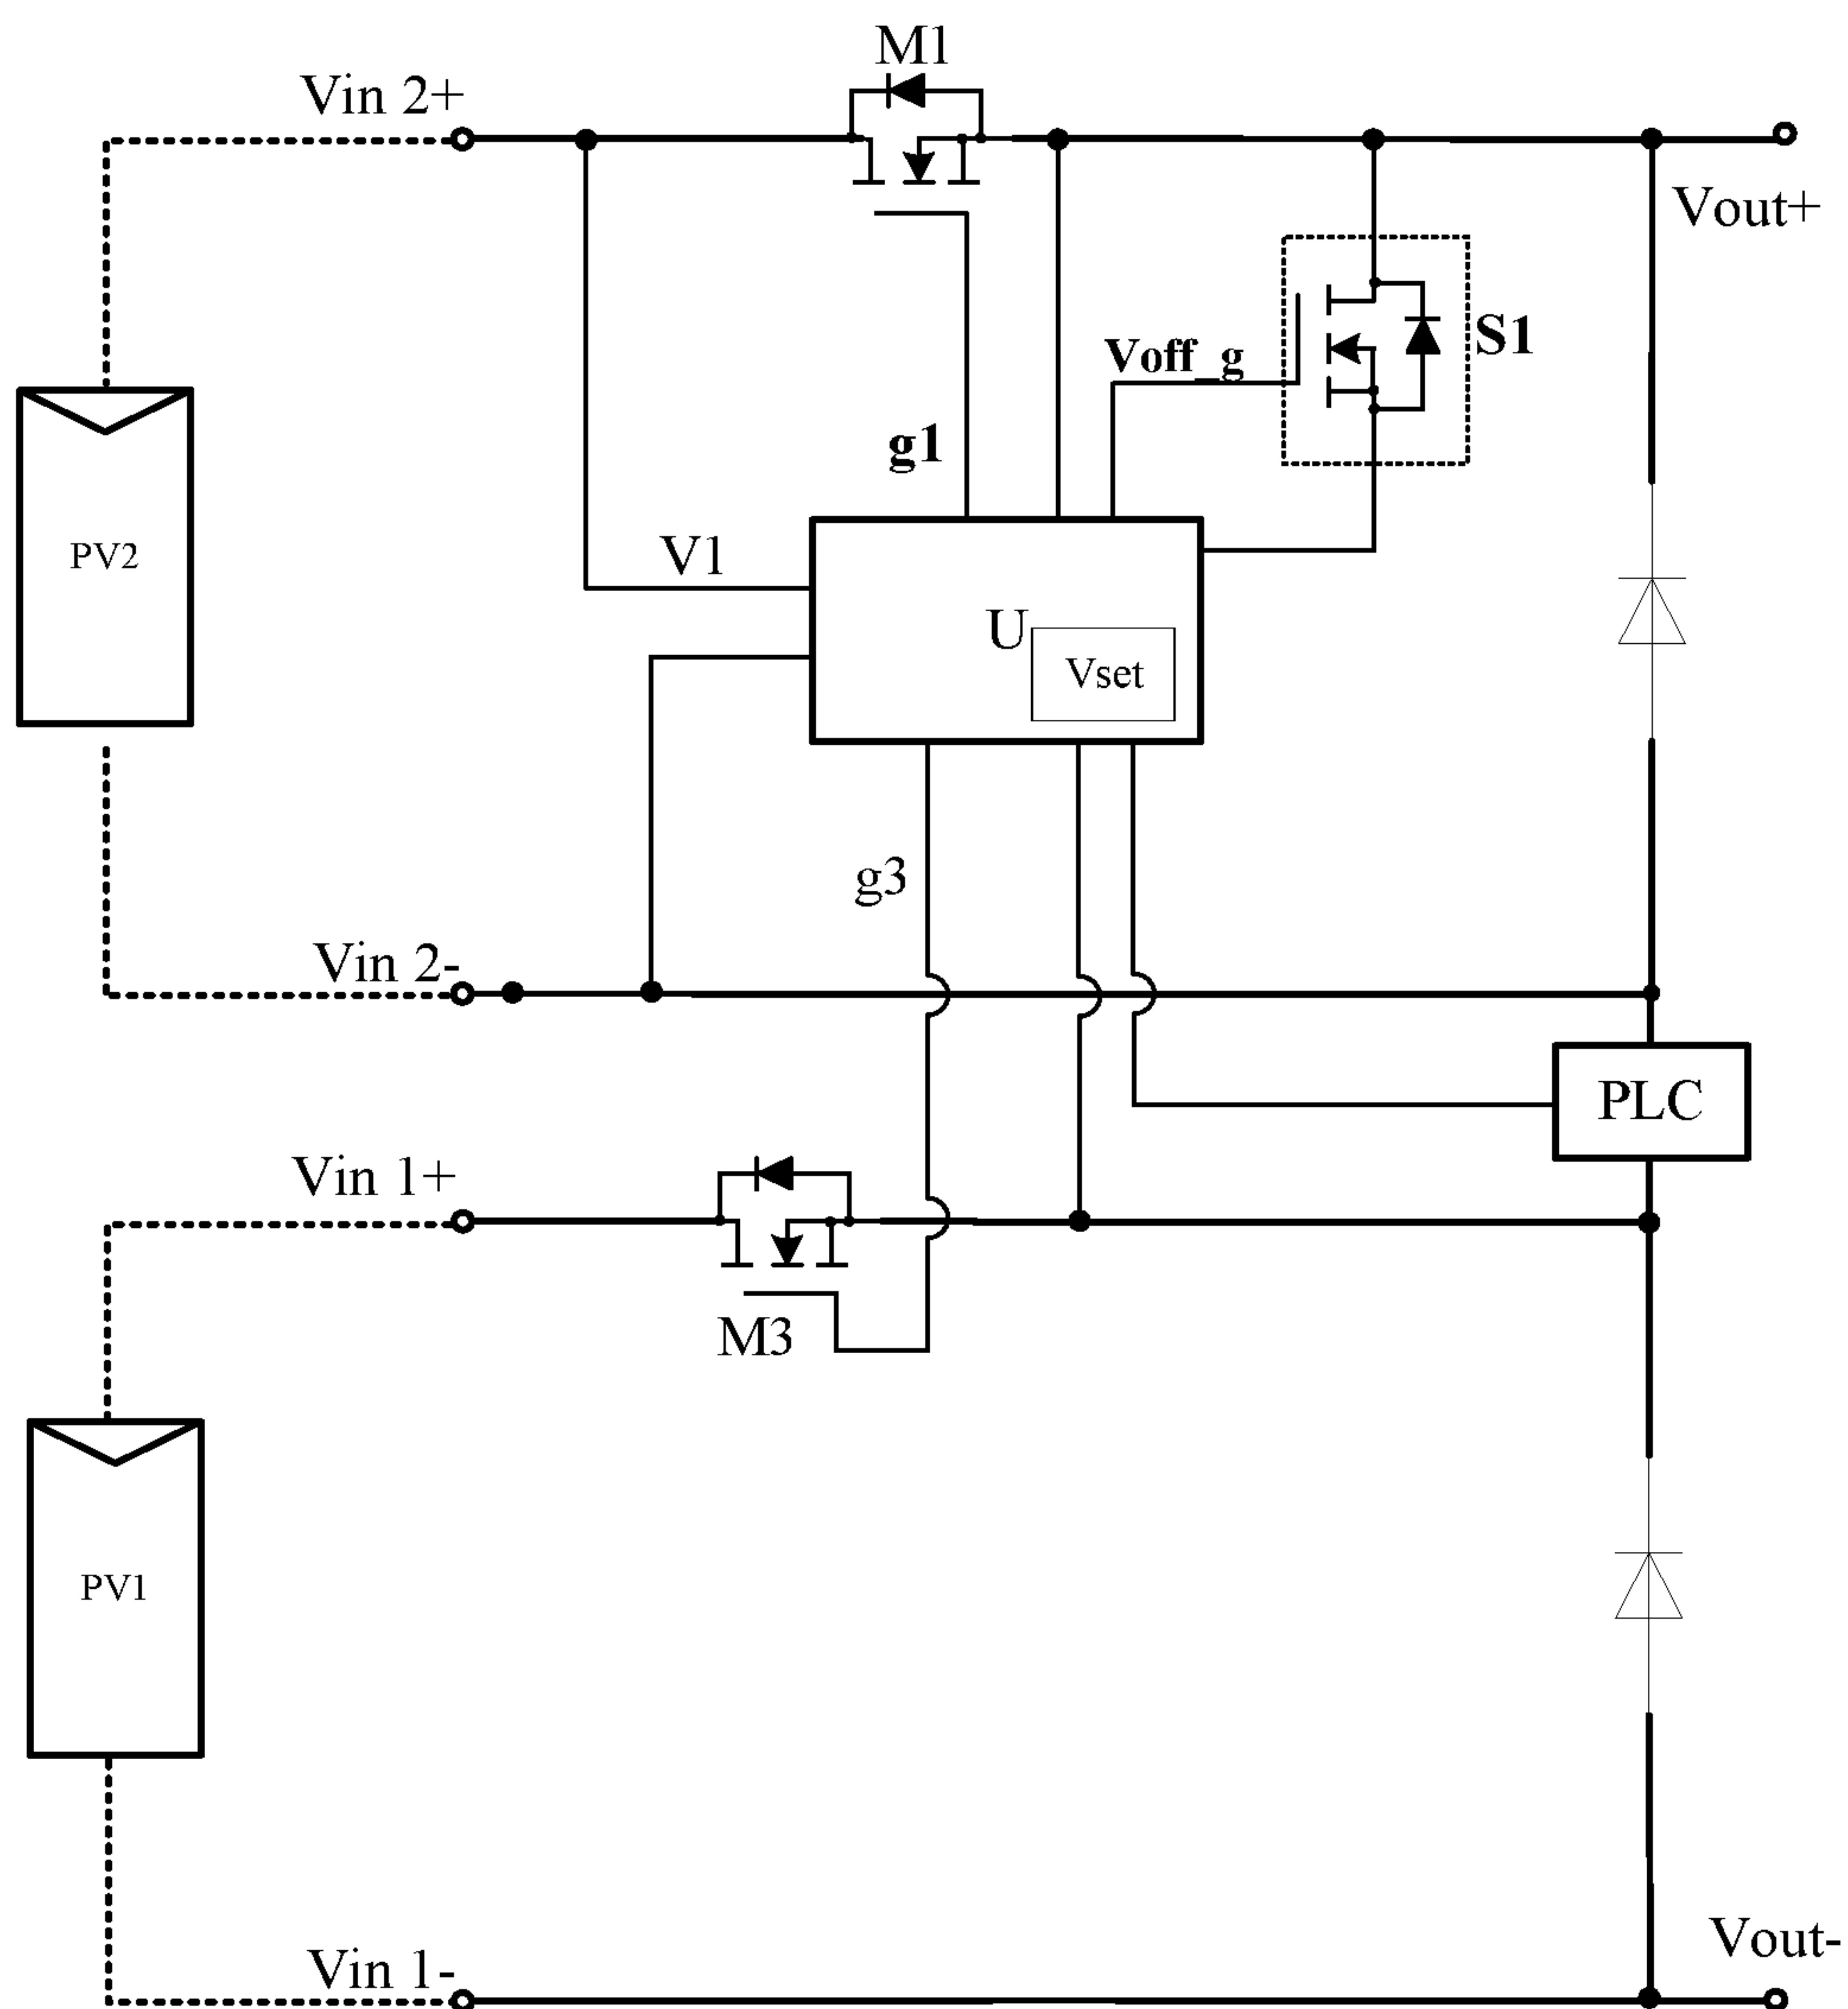 M1
Vin 2+
Vout+
S1
Voff_g
g1
PV2
V1
U
Vset
g3
Vin 2-
PLC
Vin 1+
M3
PV1
Vout-
Vin 1-